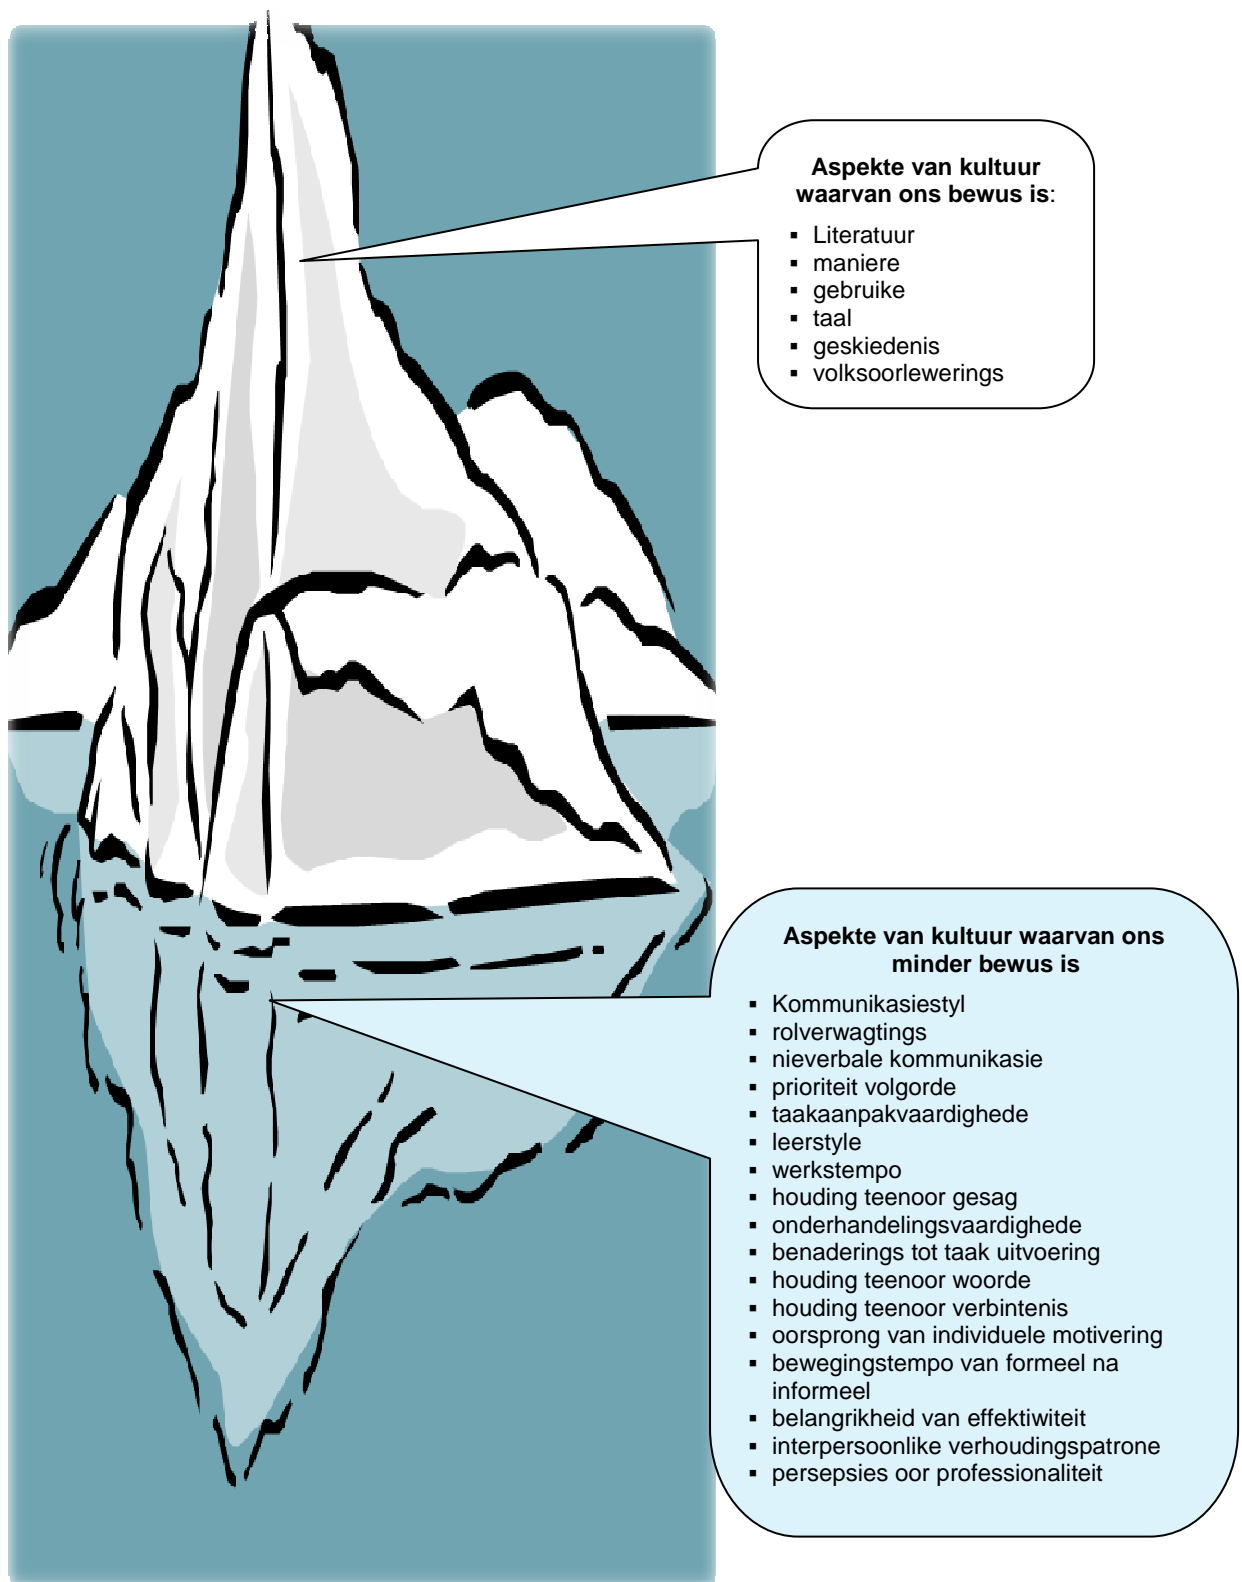 Aspekte van kultuur
waarvan ons bewus is:
▪ Literatuur
▪ maniere
▪ gebruike
▪ taal
▪ geskiedenis
▪ volksoorlewerings
Aspekte van kultuur waarvan ons
minder bewus is
▪ Kommunikasiestyl
▪ rolverwagtings
▪ nieverbale kommunikasie
▪ prioriteit volgorde
▪ taakaanpakvaardighede
▪ leerstyle
▪ werkstempo
▪ houding teenoor gesag
▪ onderhandelingsvaardighede
▪ benaderings tot taak uitvoering
▪ houding teenoor woorde
▪ houding teenoor verbintenis
▪ oorsprong van individuele motivering
▪ bewegingstempo van formeel na
informeel
▪ belangrikheid van effektiwiteit
▪ interpersoonlike verhoudingspatrone
▪ persepsies oor professionaliteit